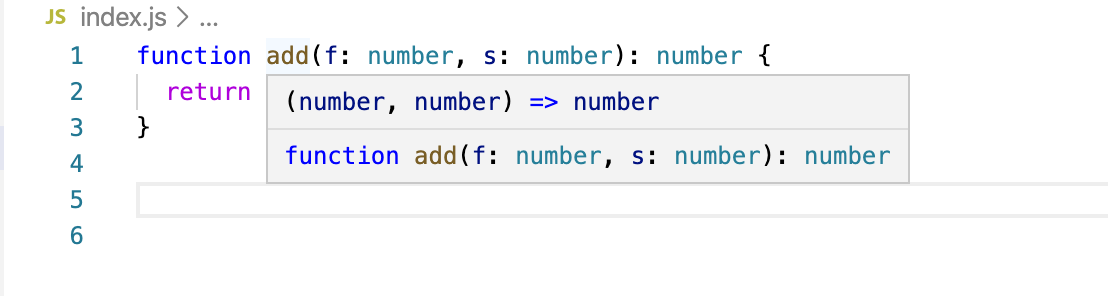 JS index.js > ...
1 function add(f: number, s: number): number {
2 return
(number, number) => number
3 }
function add(f: number, s: number): number
4
5
6